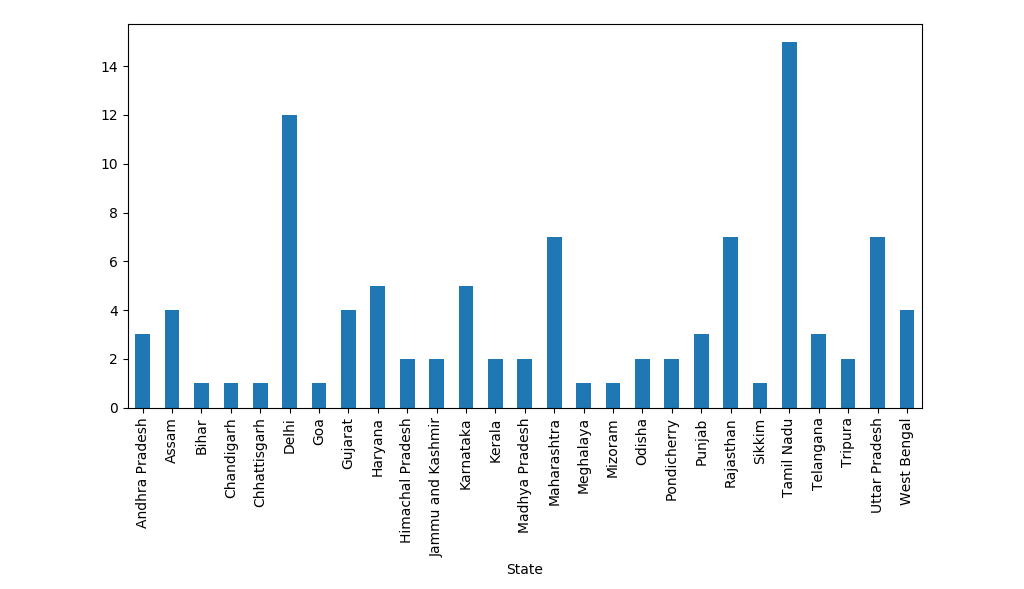 14
12
10
8
6
4
2
0
Andhra Pradesh
Assam
Bihar
Chandigarh
Chhattisgarh
Delhi
Goa
Gujarat
Haryana
Himachal Pradesh
Jammu and Kashmir
Karnataka
Kerala
Madhya Pradesh
Maharashtra
Meghalaya
Mizoram
Odisha
Pondicherry
Punjab
Rajasthan
Sikkim
Tamil Nadu
Telangana
Tripura
Uttar Pradesh
West Bengal
State